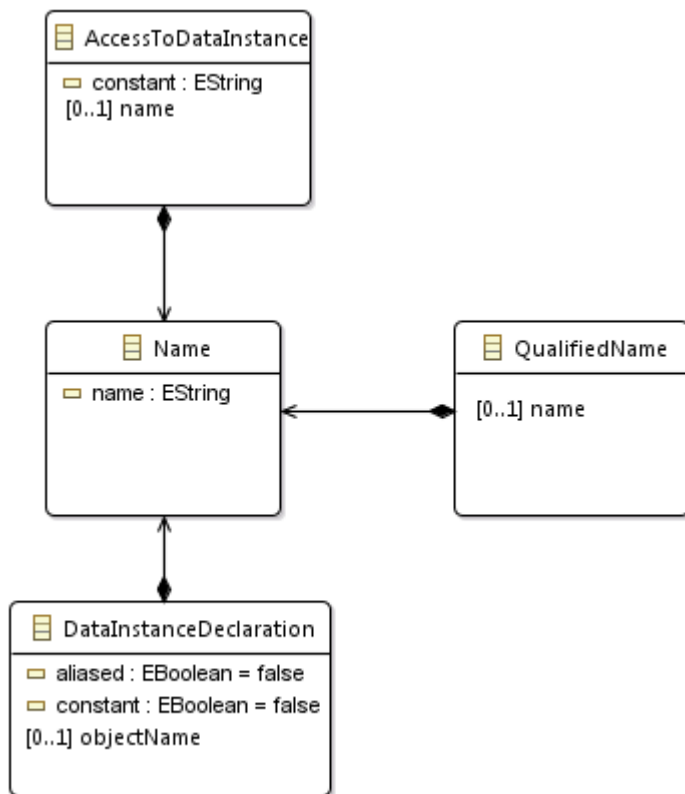 AccessToDataInstance
constant : EString
[0..1] name
Name
name : EString
QualifiedName
[0..1] name
DataInstanceDeclaration
aliased : EBoolean = false
constant : EBoolean = false
[0..1] objectName